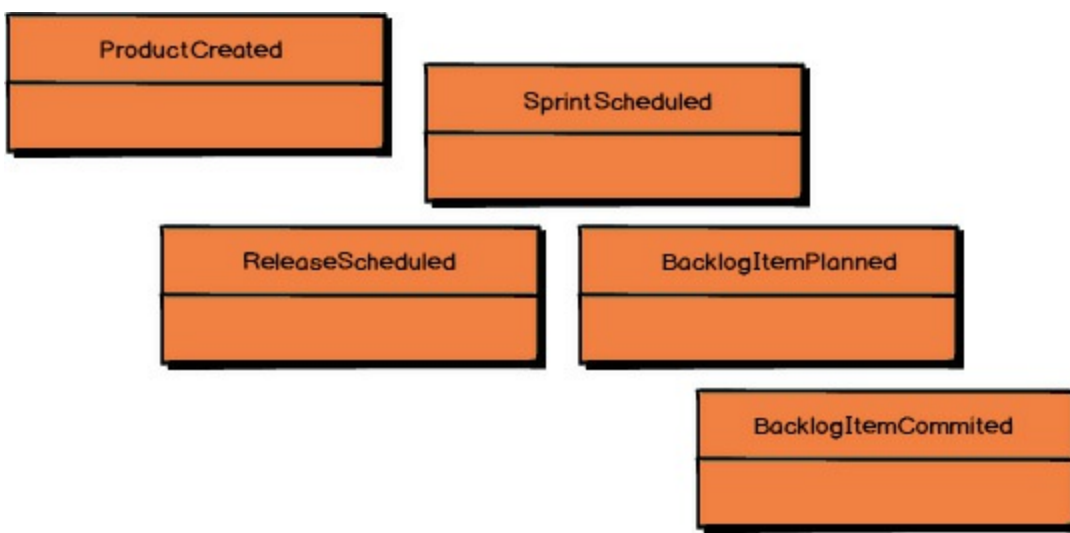 ProductCreated
SprintScheduled
ReleaseScheduled
BacklogItemPlanned
BacklogItemCommited